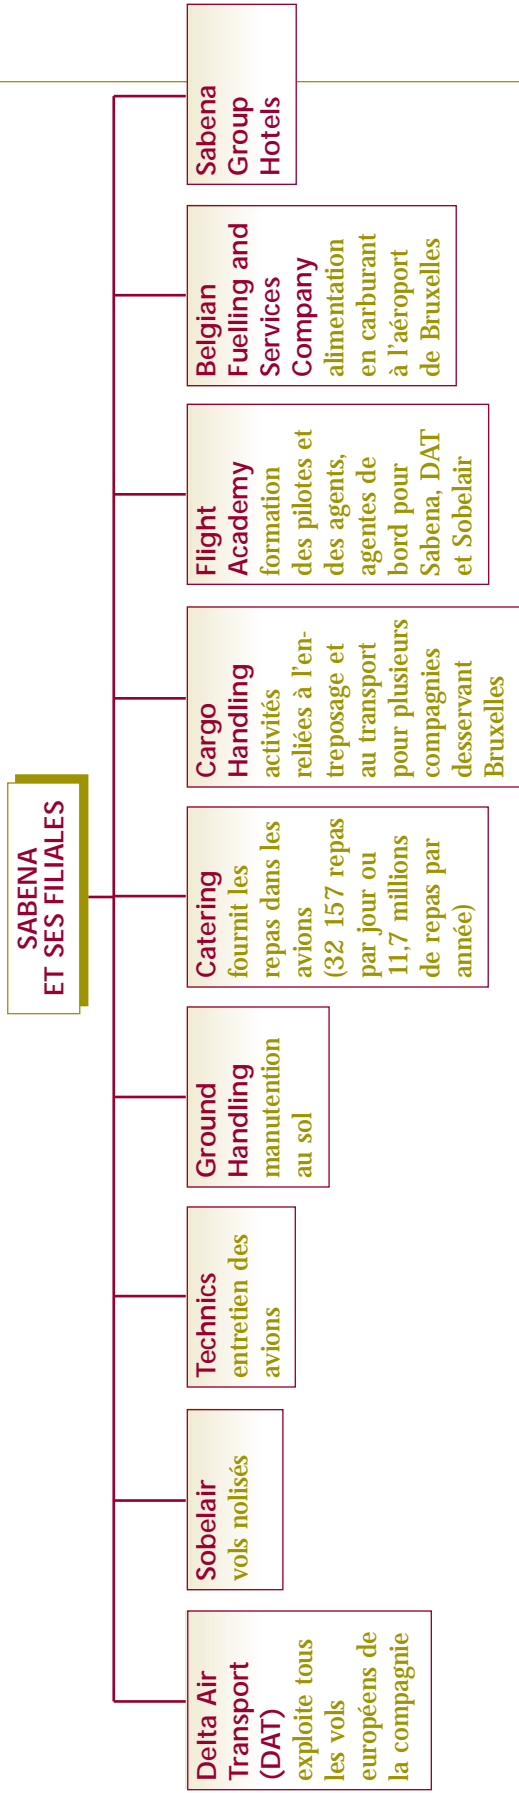 SABENA
ET SES FILIALES
Delta Air
Transport
(DAT)
exploite tous
les vols
européens de
la compagnie
Sobelair
vols nolisés
Technics
entretien des
avions
Ground
Handling
manutention
au sol
Catering
fournit les
repas dans les
avions
(32 157 repas
par jour ou
11,7 millions
de repas par
année)
Cargo
Handling
activités
reliées à l'en-
treposage et
au transport
pour plusieurs
compagnies
desservant
Bruxelles
Flight
Academy
formation
des pilotes et
des agents,
agentes de
bord pour
Sabena, DAT
et Sobelair
Belgian
Fuelling and
Services
Company
alimentation
en carburant
à l'aéroport
de Bruxelles
Sabena
Group
Hotels